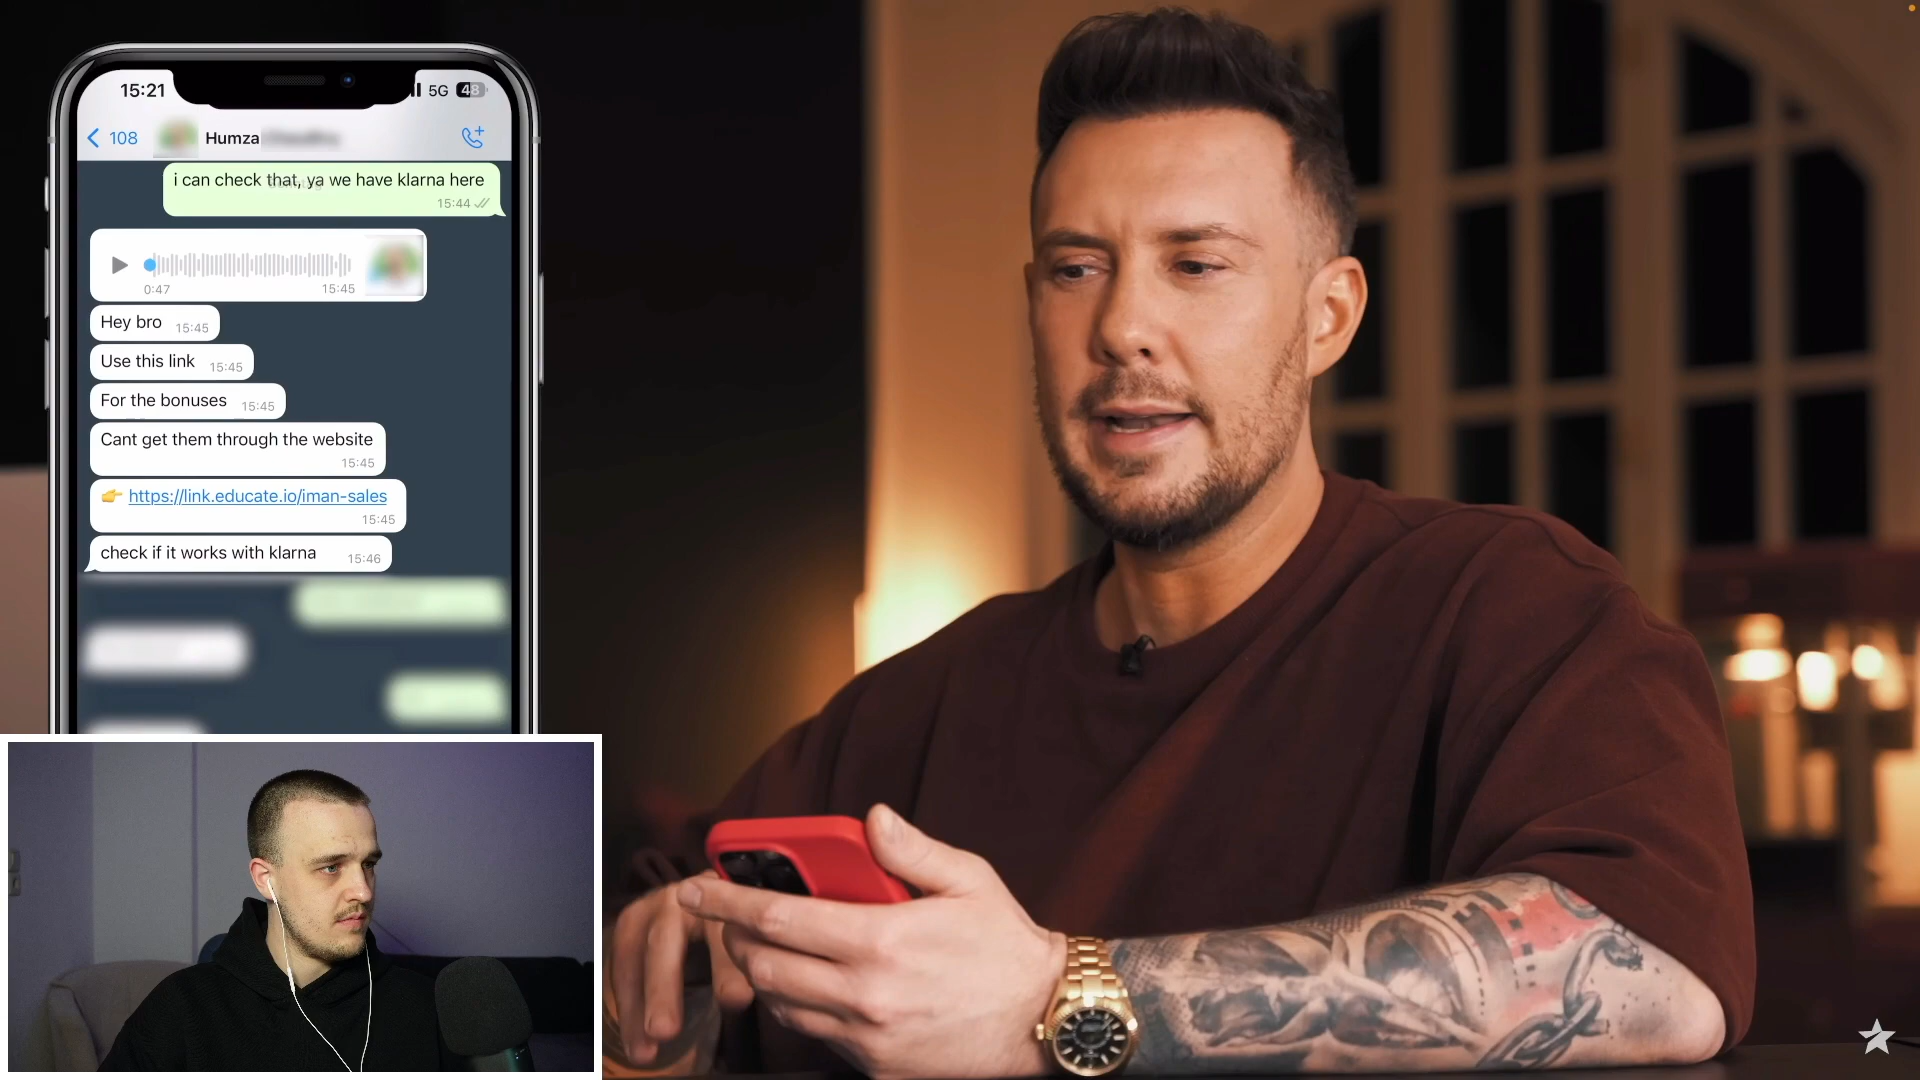 15:21
5G 48
108
Humza
i can check that, ya we have klarna here
15:44
0:47
15:45
Hey bro 15:45
Use this link 15:45
For the bonuses 15:45
Cant get them through the website
15:45
👉 https://link.educate.io/iman-sales
15:45
check if it works with klarna 15:46